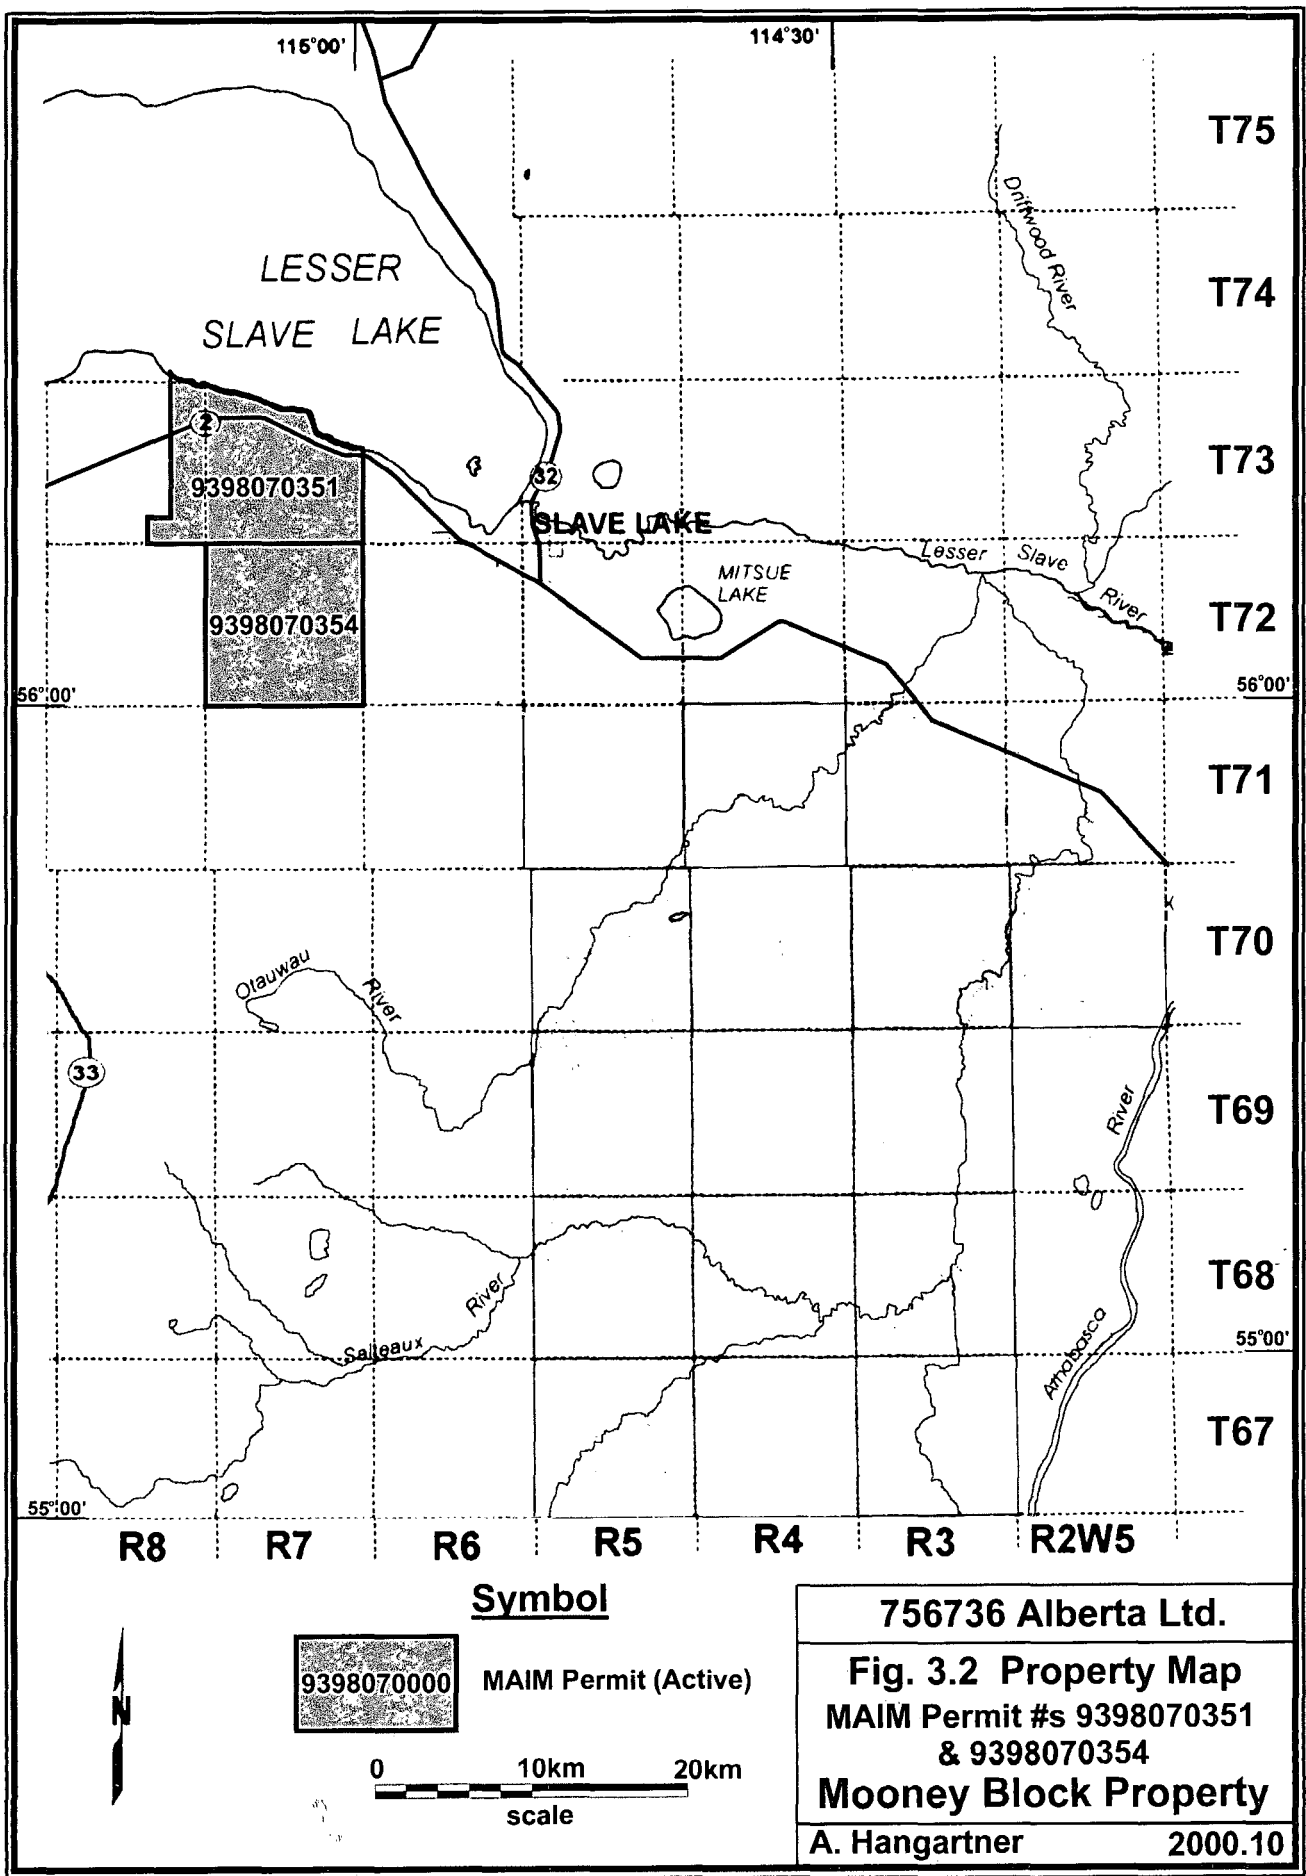 115°00'
114°30'
T75
Driftwood River
LESSER
SLAVE LAKE
T74
2
9398070351
32
T73
SLAVE LAKE
Lesser Slave River
MITSUE
LAKE
9398070354
T72
56°00'
56°00'
T71
T70
Otauwau
River
33
River
T69
T68
River
Salteaux
55°00'
Athabasca
T67
55°00'
R8
R7
R6
R5
R4
R3
R2W5
Symbol
9398070000
MAIM Permit (Active)
N
0
10km
20km
scale
756736 Alberta Ltd.
Fig. 3.2 Property Map
MAIM Permit #s 9398070351
& 9398070354
Mooney Block Property
A. Hangartner
2000.10